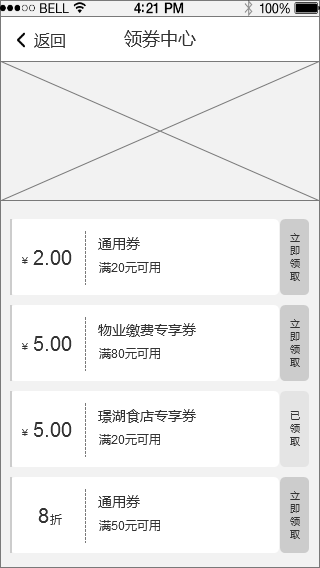 BELL 4:21 PM 100%
返回 领券中心
¥ 2.00
通用券
满20元可用
立即领取
¥ 5.00
物业缴费专享券
满80元可用
立即领取
¥ 5.00
璟湖食店专享券
满20元可用
已领取
8折
通用券
满50元可用
立即领取